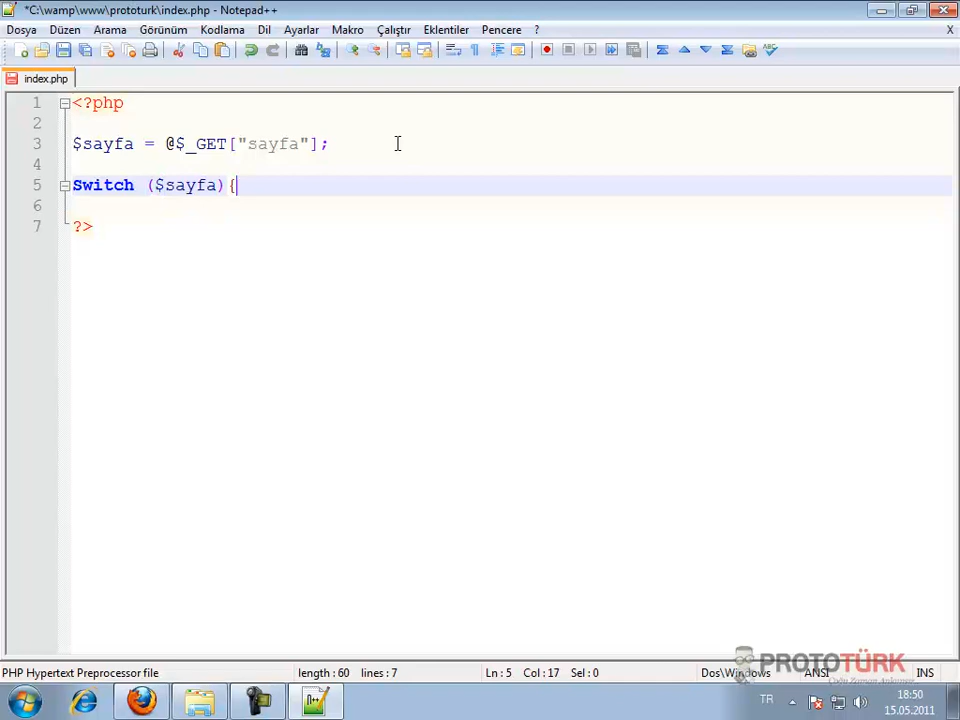 *C:\wamp\www\prototurk\index.php - Notepad++
Dosya Düzen Arama Görünüm Kodlama Dil Ayarlar Makro Çalıştır Eklentiler Pencere ? X
index.php
1 <?php
2
3 $sayfa = @$_GET["sayfa"];
4
5 Switch ($sayfa){
6
7 ?>
PROTOTÜRK
PHP Hypertext Preprocessor file length : 60 lines : 7 Ln : 5 Col : 17 Sel : 0 Dos\Windows ANSI INS
TR 18:50
15.05.2011